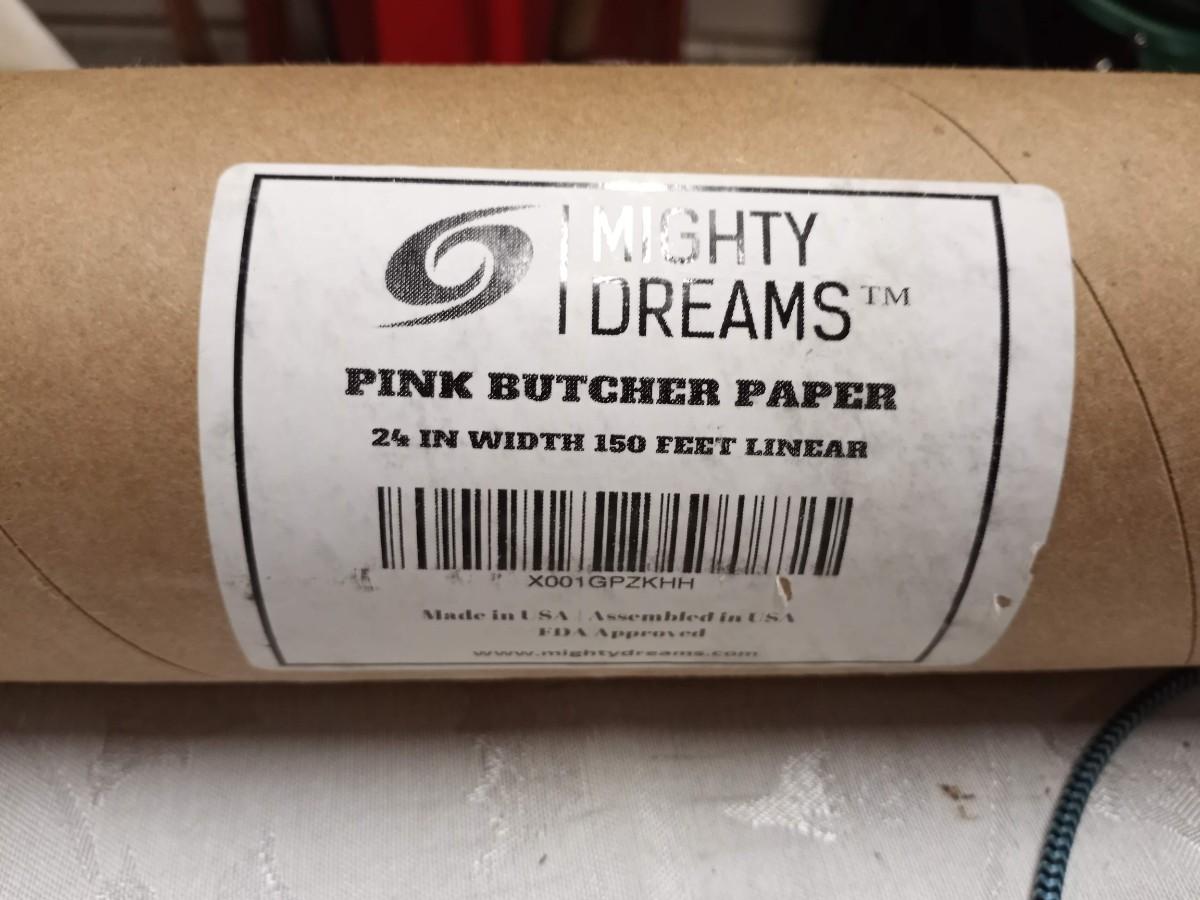 MIGHTY
DREAMS™
PINK BUTCHER PAPER
24 IN WIDTH 150 FEET LINEAR
X001GPZKHH
Made in USA | Assembled in USA
FDA Approved
www.mightydreams.com